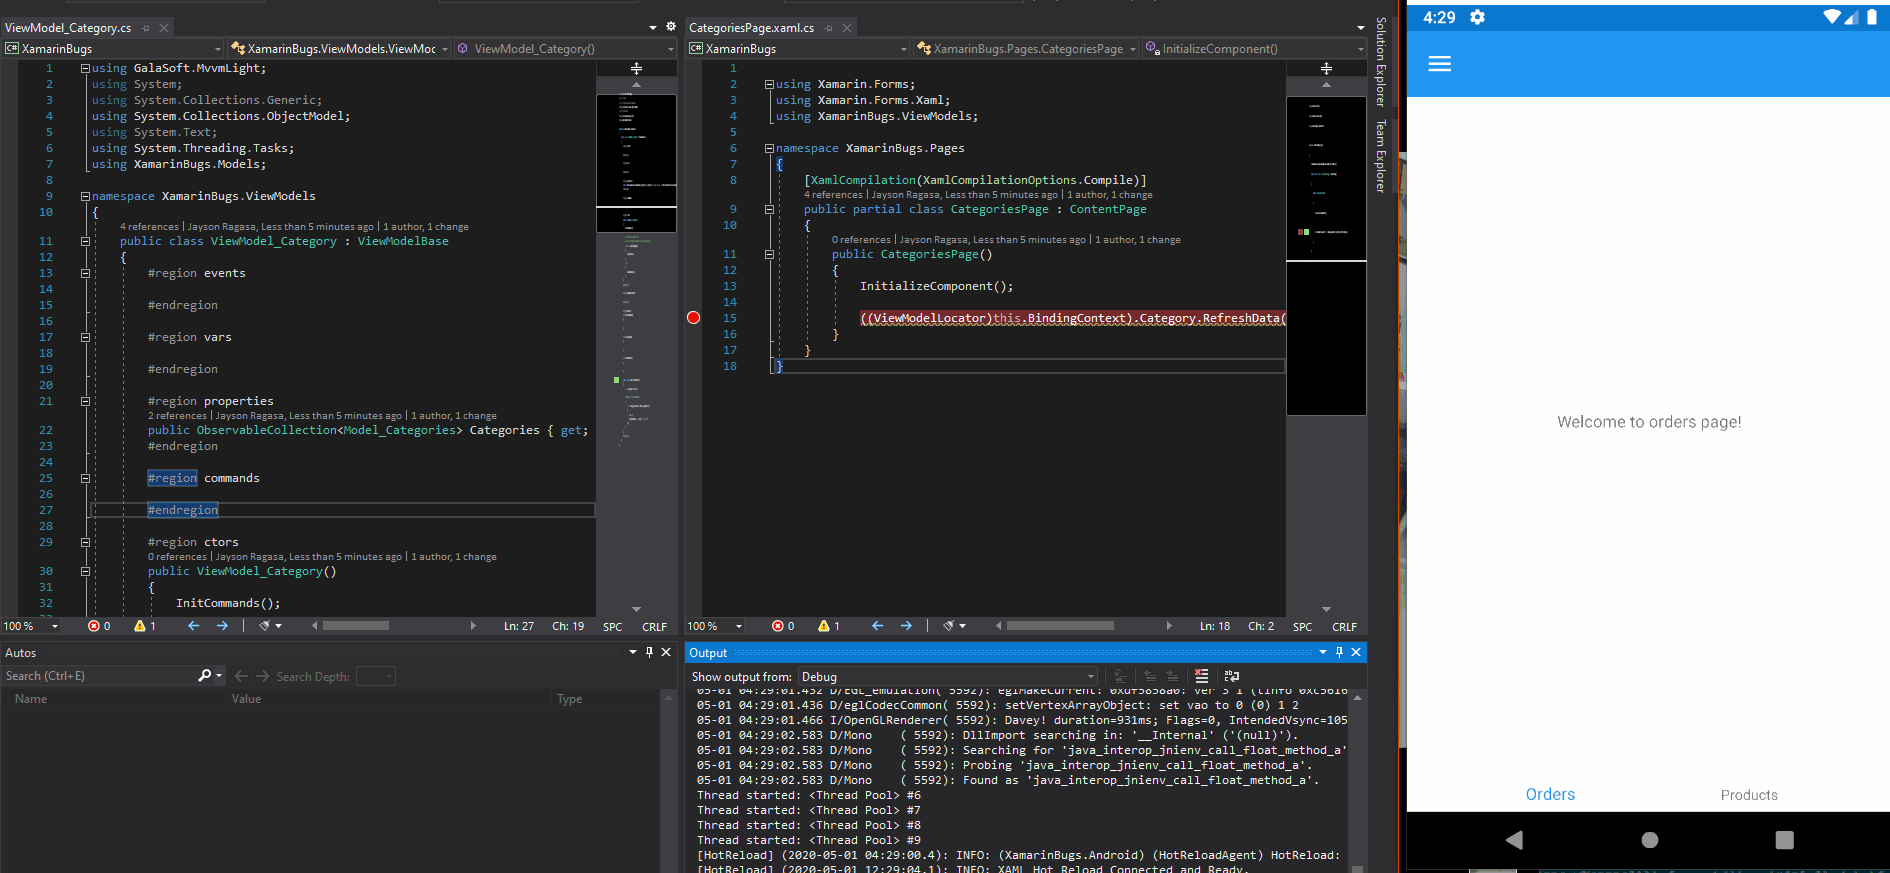 ViewModel_Category.cs
XamarinBugs
XamarinBugs.ViewModels.ViewMoc
ViewModel_Category()
1 using GalaSoft.MvvmLight;
2 using System;
3 using System.Collections.Generic;
4 using System.Collections.ObjectModel;
5 using System.Text;
6 using System.Threading.Tasks;
7 using XamarinBugs.Models;
8
9 namespace XamarinBugs.ViewModels
10 {
4 references | Jayson Ragasa, Less than 5 minutes ago | 1 author, 1 change
11 public class ViewModel_Category : ViewModelBase
12 {
13 #region events
14
15 #endregion
16
17 #region vars
18
19 #endregion
20
21 #region properties
2 references | Jayson Ragasa, Less than 5 minutes ago | 1 author, 1 change
22 public ObservableCollection<Model_Categories> Categories { get;
23 #endregion
24
25 #region commands
26
27 #endregion
28
29 #region ctors
0 references | Jayson Ragasa, Less than 5 minutes ago | 1 author, 1 change
30 public ViewModel_Category()
31 {
32 InitCommands();
100 % 0 1 Ln: 27 Ch: 19 SPC CRLF
CategoriesPage.xaml.cs
XamarinBugs
XamarinBugs.Pages.CategoriesPage
InitializeComponent()
1
2 using Xamarin.Forms;
3 using Xamarin.Forms.Xaml;
4 using XamarinBugs.ViewModels;
5
6 namespace XamarinBugs.Pages
7 {
8 [XamlCompilation(XamlCompilationOptions.Compile)]
4 references | Jayson Ragasa, Less than 5 minutes ago | 1 author, 1 change
9 public partial class CategoriesPage : ContentPage
10 {
0 references | Jayson Ragasa, Less than 5 minutes ago | 1 author, 1 change
11 public CategoriesPage()
12 {
13 InitializeComponent();
14
15 ((ViewModelLocator)this.BindingContext).Category.RefreshData(
16 }
17 }
18 }
100 % 0 1 Ln: 18 Ch: 2 SPC CRLF
Solution Explorer
Team Explorer
Autos
Search (Ctrl+E) Search Depth:
Name Value Type
Output
Show output from: Debug
05-01 04:29:01.432 D/EGL_emulation( 5592): eglMakeCurrent: 0xuf5858a0: ver 3 1 (tinfo 0xc5616
05-01 04:29:01.436 D/eglCodecCommon( 5592): setVertexArrayObject: set vao to 0 (0) 1 2
05-01 04:29:01.466 I/OpenGLRenderer( 5592): Davey! duration=931ms; Flags=0, IntendedVsync=105
05-01 04:29:02.583 D/Mono ( 5592): DllImport searching in: '__Internal' ('(null)').
05-01 04:29:02.583 D/Mono ( 5592): Searching for 'java_interop_jnienv_call_float_method_a'
05-01 04:29:02.583 D/Mono ( 5592): Probing 'java_interop_jnienv_call_float_method_a'.
05-01 04:29:02.583 D/Mono ( 5592): Found as 'java_interop_jnienv_call_float_method_a'.
Thread started: <Thread Pool> #6
Thread started: <Thread Pool> #7
Thread started: <Thread Pool> #8
Thread started: <Thread Pool> #9
[HotReload] (2020-05-01 04:29:00.4): INFO: (XamarinBugs.Android) (HotReloadAgent) HotReload:
[HotReload] (2020-05-01 12:29:04.1): INFO: XAML Hot Reload Connected and Ready.
4:29
Welcome to orders page!
Orders
Products